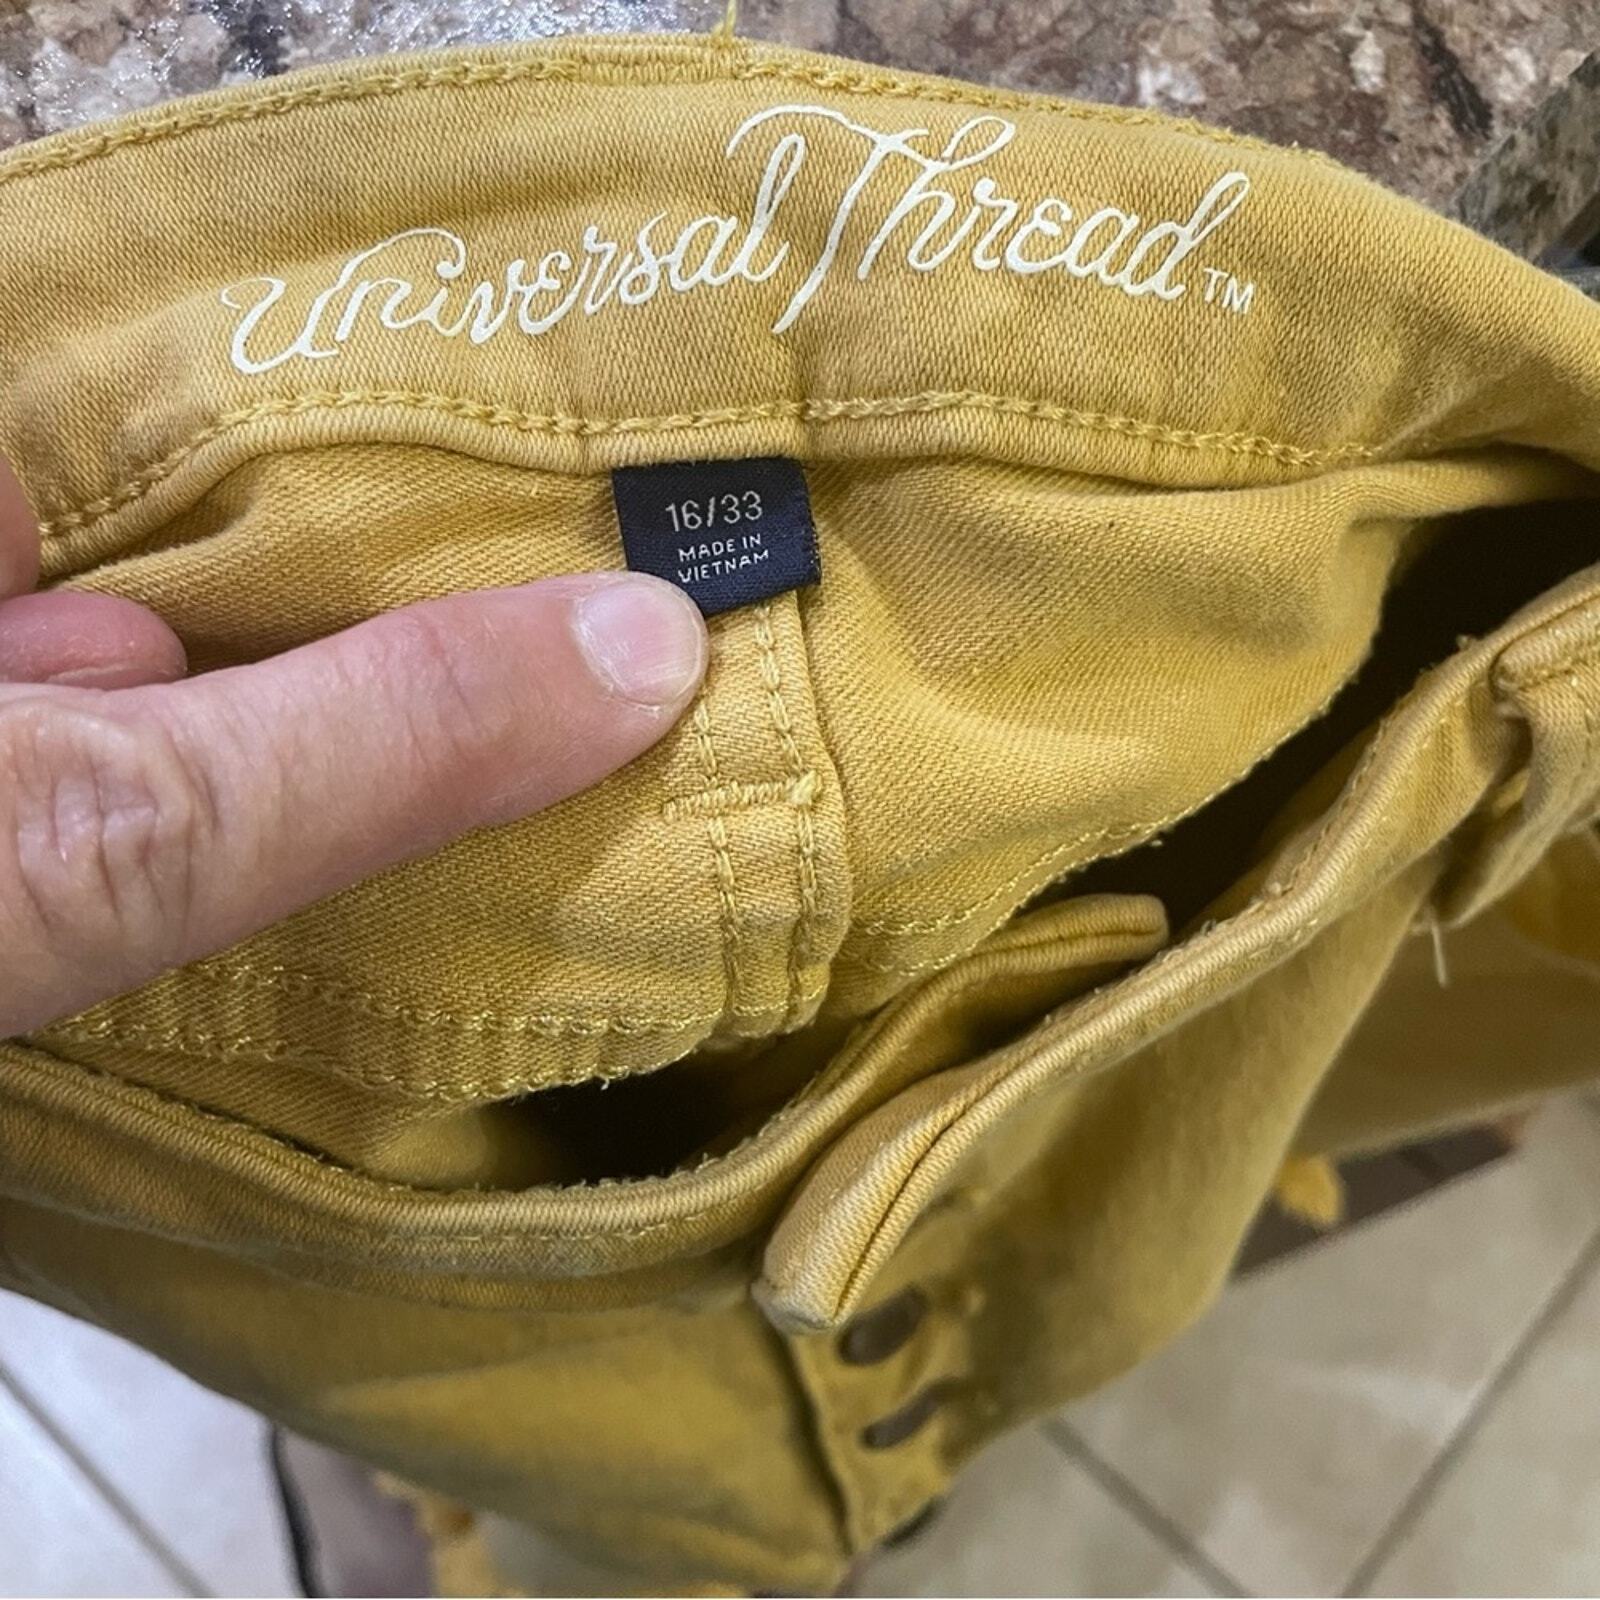 Universal Thread™
16/33
MADE IN
VIETNAM